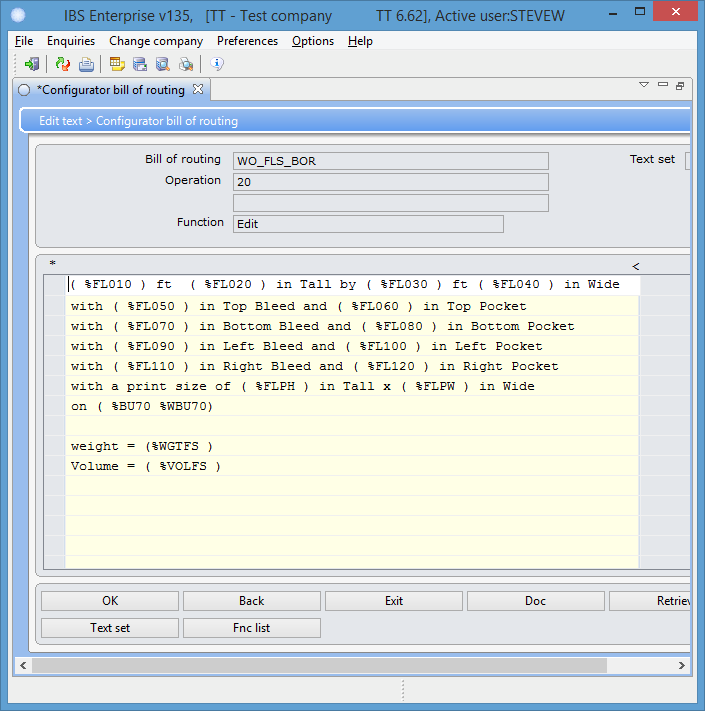 IBS Enterprise v135, [TT - Test company TT 6.62], Active user:STEVEW
File Enquiries Change company Preferences Options Help
*Configurator bill of routing
Edit text > Configurator bill of routing
Bill of routing WO_FLS_BOR Text set
Operation 20
Function Edit
* <
( %FL010 ) ft ( %FL020 ) in Tall by ( %FL030 ) ft ( %FL040 ) in Wide
with ( %FL050 ) in Top Bleed and ( %FL060 ) in Top Pocket
with ( %FL070 ) in Bottom Bleed and ( %FL080 ) in Bottom Pocket
with ( %FL090 ) in Left Bleed and ( %FL100 ) in Left Pocket
with ( %FL110 ) in Right Bleed and ( %FL120 ) in Right Pocket
with a print size of ( %FLPH ) in Tall x ( %FLPW ) in Wide
on ( %BU70 %WBU70)
weight = (%WGTFS )
Volume = ( %VOLFS )
OK Back Exit Doc Retriev
Text set Fnc list